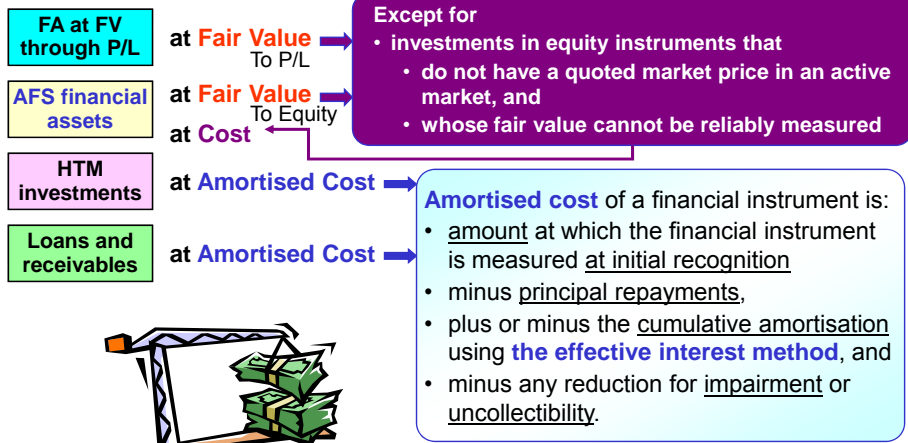 FA at FV
through P/L
at Fair Value
To P/L
AFS financial
assets
at Fair Value
To Equity
at Cost
HTM
investments
at Amortised Cost
Loans and
receivables
at Amortised Cost
Except for
• investments in equity instruments that
• do not have a quoted market price in an active
market, and
• whose fair value cannot be reliably measured
Amortised cost of a financial instrument is:
• amount at which the financial instrument
is measured at initial recognition
• minus principal repayments,
• plus or minus the cumulative amortisation
using the effective interest method, and
• minus any reduction for impairment or
uncollectibility.